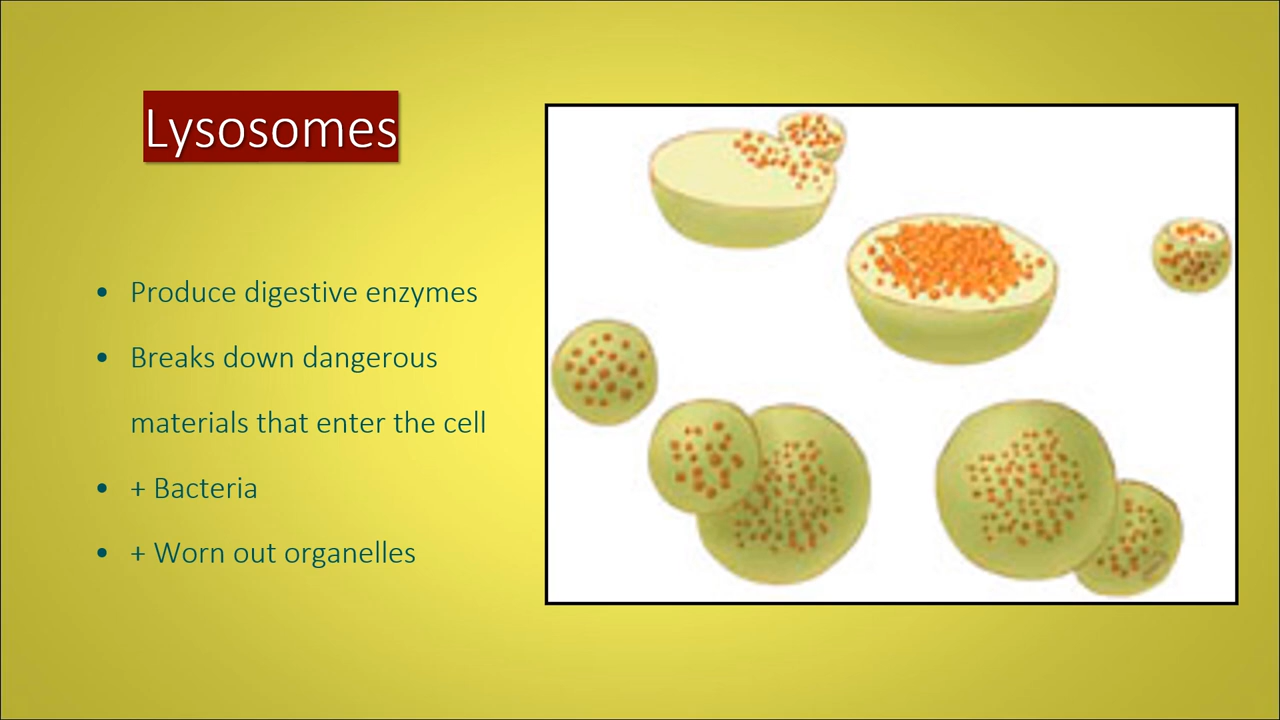 Lysosomes
• Produce digestive enzymes
• Breaks down dangerous
materials that enter the cell
• + Bacteria
• + Worn out organelles